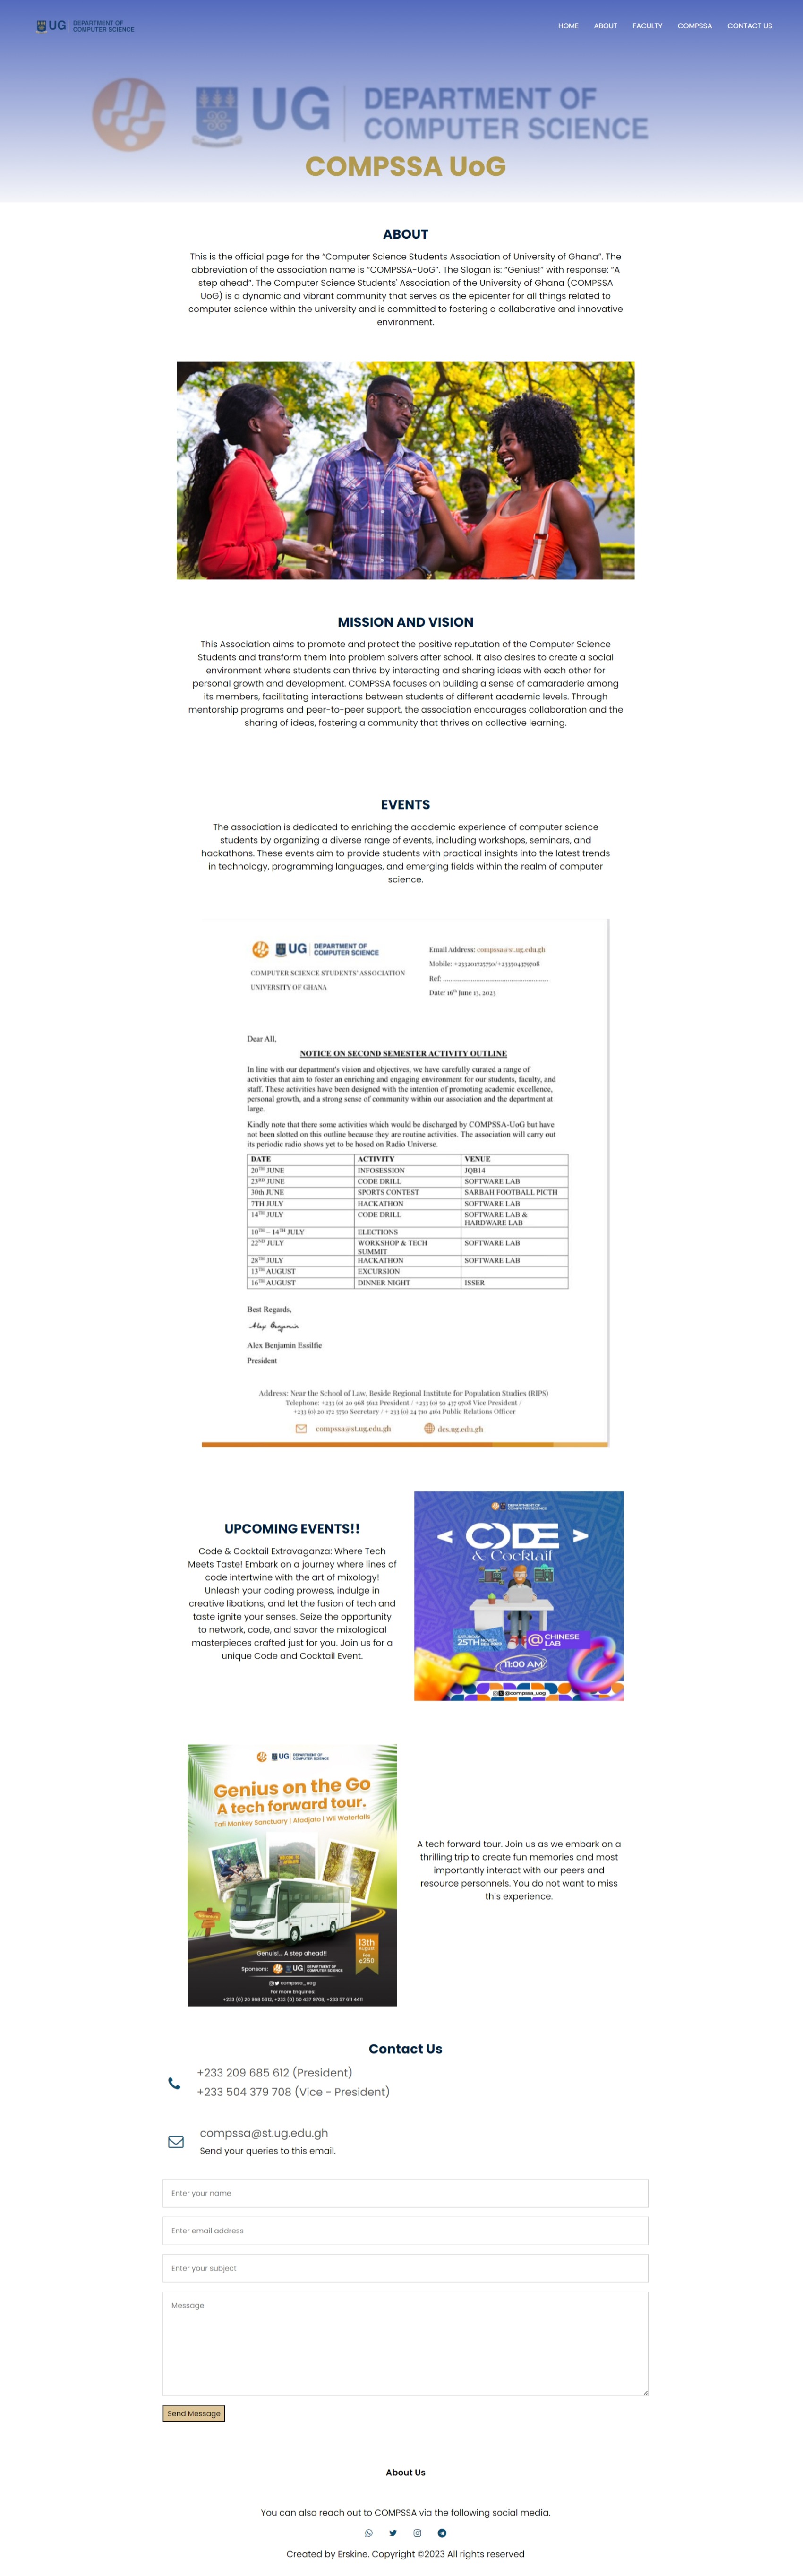 UG DEPARTMENT OF
COMPUTER SCIENCE
HOME ABOUT FACULTY COMPSSA CONTACT US
UG DEPARTMENT OF
COMPUTER SCIENCE
COMPSSA UoG
ABOUT
This is the official page for the “Computer Science Students Association of University of Ghana”. The
abbreviation of the association name is “COMPSSA-UoG”. The Slogan is: “Genius!” with response: “A
step ahead”. The Computer Science Students' Association of the University of Ghana (COMPSSA
UoG) is a dynamic and vibrant community that serves as the epicenter for all things related to
computer science within the university and is committed to fostering a collaborative and innovative
environment.
MISSION AND VISION
This Association aims to promote and protect the positive reputation of the Computer Science
Students and transform them into problem solvers after school. It also desires to create a social
environment where students can thrive by interacting and sharing ideas with each other for
personal growth and development. COMPSSA focuses on building a sense of camaraderie among
its members, facilitating interactions between students of different academic levels. Through
mentorship programs and peer-to-peer support, the association encourages collaboration and the
sharing of ideas, fostering a community that thrives on collective learning.
EVENTS
The association is dedicated to enriching the academic experience of computer science
students by organizing a diverse range of events, including workshops, seminars, and
hackathons. These events aim to provide students with practical insights into the latest trends
in technology, programming languages, and emerging fields within the realm of computer
science.
UG DEPARTMENT OF
COMPUTER SCIENCE
COMPUTER SCIENCE STUDENTS' ASSOCIATION
UNIVERSITY OF GHANA
Email Address: compssa@st.ug.edu.gh
Mobile: +233201725750/+233504379708
Ref:
Date: 16th June 13, 2023
Dear All,
NOTICE ON SECOND SEMESTER ACTIVITY OUTLINE
In line with our department's vision and objectives, we have carefully curated a range of
activities that aim to foster an enriching and engaging environment for our students, faculty, and
staff. These activities have been designed with the intention of promoting academic excellence,
personal growth, and a strong sense of community within our association and the department at
large.
Kindly note that there some activities which would be discharged by COMPSSA-UoG but have
not been slotted on this outline because they are routine activities. The association will carry out
its periodic radio shows yet to be hosed on Radio Universe.
DATE ACTIVITY VENUE
20TH JUNE INFOSESSION JQB14
23RD JUNE CODE DRILL SOFTWARE LAB
30th JUNE SPORTS CONTEST SARBAH FOOTBALL PICTH
7TH JULY HACKATHON SOFTWARE LAB
14TH JULY CODE DRILL SOFTWARE LAB &
HARDWARE LAB
10TH – 14TH JULY ELECTIONS
22ND JULY WORKSHOP & TECH SOFTWARE LAB
SUMMIT
28TH JULY HACKATHON SOFTWARE LAB
13TH AUGUST EXCURSION
16TH AUGUST DINNER NIGHT ISSER
Best Regards,
Alex Benjamin
Alex Benjamin Essilfie
President
Address: Near the School of Law, Beside Regional Institute for Population Studies (RIPS)
Telephone: +233 (0) 20 968 5612 President / +233 (0) 50 437 9708 Vice President /
+233 (0) 20 172 5750 Secretary / + 233 (0) 24 730 4161 Public Relations Officer
compssa@st.ug.edu.gh dcs.ug.edu.gh
UPCOMING EVENTS!!
Code & Cocktail Extravaganza: Where Tech
Meets Taste! Embark on a journey where lines of
code intertwine with the art of mixology!
Unleash your coding prowess, indulge in
creative libations, and let the fusion of tech and
taste ignite your senses. Seize the opportunity
to network, code, and savor the mixological
masterpieces crafted just for you. Join us for a
unique Code and Cocktail Event.
DEPARTMENT OF
COMPUTER SCIENCE
< CODE >
& Cocktail
SATURDAY
25TH
@ CHINESE
LAB
11:00 AM
@compssa_uog
UG DEPARTMENT OF
COMPUTER SCIENCE
Genius on the Go
A tech forward tour.
Tafi Monkey Sanctuary | Afadjato | Wli Waterfalls
Genuis!... A step ahead!!
13th
August
Fee
¢250
Sponsors: UG DEPARTMENT OF
COMPUTER SCIENCE
compssa_uog
For more Enquiries:
+233 (0) 20 968 5612, +233 (0) 50 437 9708, +233 57 611 4411
A tech forward tour. Join us as we embark on a
thrilling trip to create fun memories and most
importantly interact with our peers and
resource personnels. You do not want to miss
this experience.
Contact Us
+233 209 685 612 (President)
+233 504 379 708 (Vice - President)
compssa@st.ug.edu.gh
Send your queries to this email.
Enter your name
Enter email address
Enter your subject
Message
Send Message
About Us
You can also reach out to COMPSSA via the following social media.
Created by Erskine. Copyright ©2023 All rights reserved